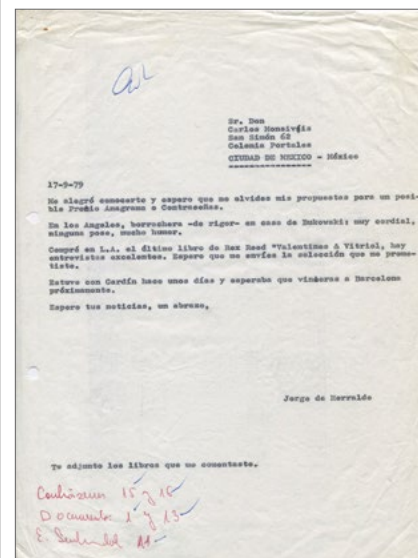 Sr. Don
Carlos Monsiváis
San Simón 62
Colonia Portales
CIUDAD DE MEXICO - México
17-9-79
Me alegró conocerte y espero que no olvides mis propuestas para un posi-
ble Premio Anagrama o Contraseñas.
En los Angeles, borrachera -de rigor- en casa de Bukowski: muy cordial,
ninguna pose, mucho humor.
Compré en L.A. el último libro de Rex Reed "Valentines & Vitriol, hay
entrevistas excelentes. Espero que me envíes la selección que me prome-
tiste.
Estuve con Cardín hace unos días y esperaba que vinieras a Barcelona
próximamente.
Espero tus noticias, un abrazo,
Jorge de Herralde
Te adjunto los libros que me comentaste.
Contraseñas 15 y 16
Documentos 1 y 13
E. 11